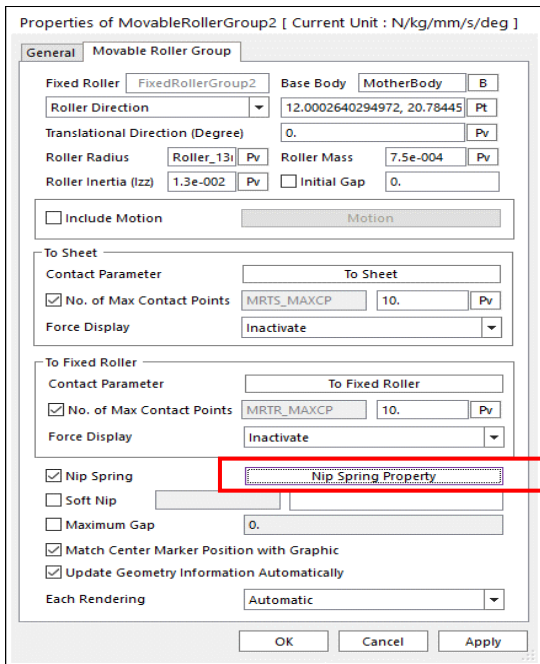 Properties of MovableRollerGroup2 [ Current Unit : N/kg/mm/s/deg ]
General Movable Roller Group
Fixed Roller FixedRollerGroup2 Base Body MotherBody B
Roller Direction 12.0002640294972, 20.78445 Pt
Translational Direction (Degree) 0. Pv
Roller Radius Roller_13 Pv Roller Mass 7.5e-004 Pv
Roller Inertia (Izz) 1.3e-002 Pv Initial Gap 0.
Include Motion Motion
To Sheet
Contact Parameter To Sheet
No. of Max Contact Points MRTS_MAXCP 10. Pv
Force Display Inactivate
To Fixed Roller
Contact Parameter To Fixed Roller
No. of Max Contact Points MRTR_MAXCP 10. Pv
Force Display Inactivate
Nip Spring Nip Spring Property
Soft Nip
Maximum Gap 0.
Match Center Marker Position with Graphic
Update Geometry Information Automatically
Each Rendering Automatic
OK Cancel Apply